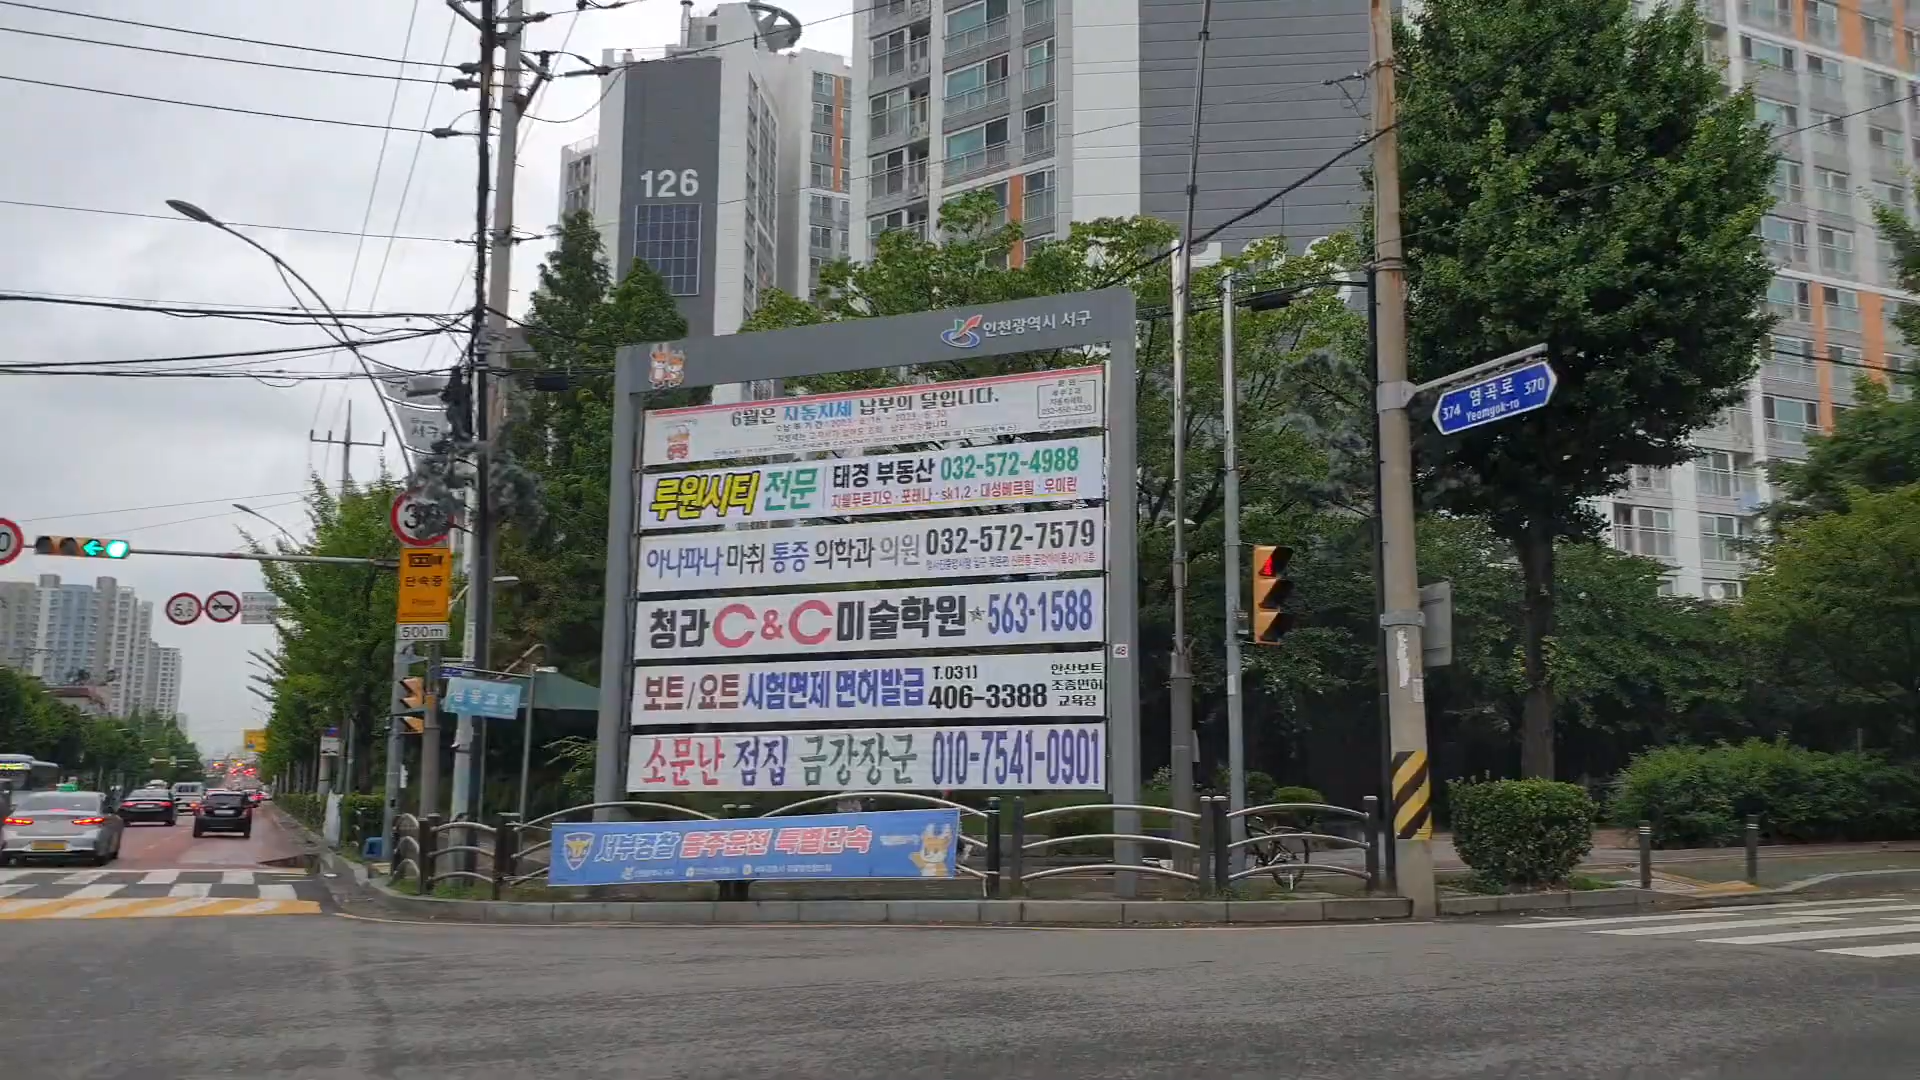 126
인천광역시 서구
6월은 자동차세 납부의 달입니다.
루원시티 전문 태경 부동산 032-572-4988
지웰푸르지오 · 포레나 · sk1,2 · 대성베르힐 · 우미린
아나파나 마취 통증 의학과 의원 032-572-7579
청라 C&C 미술학원 563-1588
보트/요트 시험면제 면허발급 T.031) 406-3388
안산보트
조종면허
교육장
소문난 점집 금강장군 010-7541-0901
서부경찰 음주운전 특별단속
374 염곡로 370
Yeomgok-ro
단속중
500m
서구
48